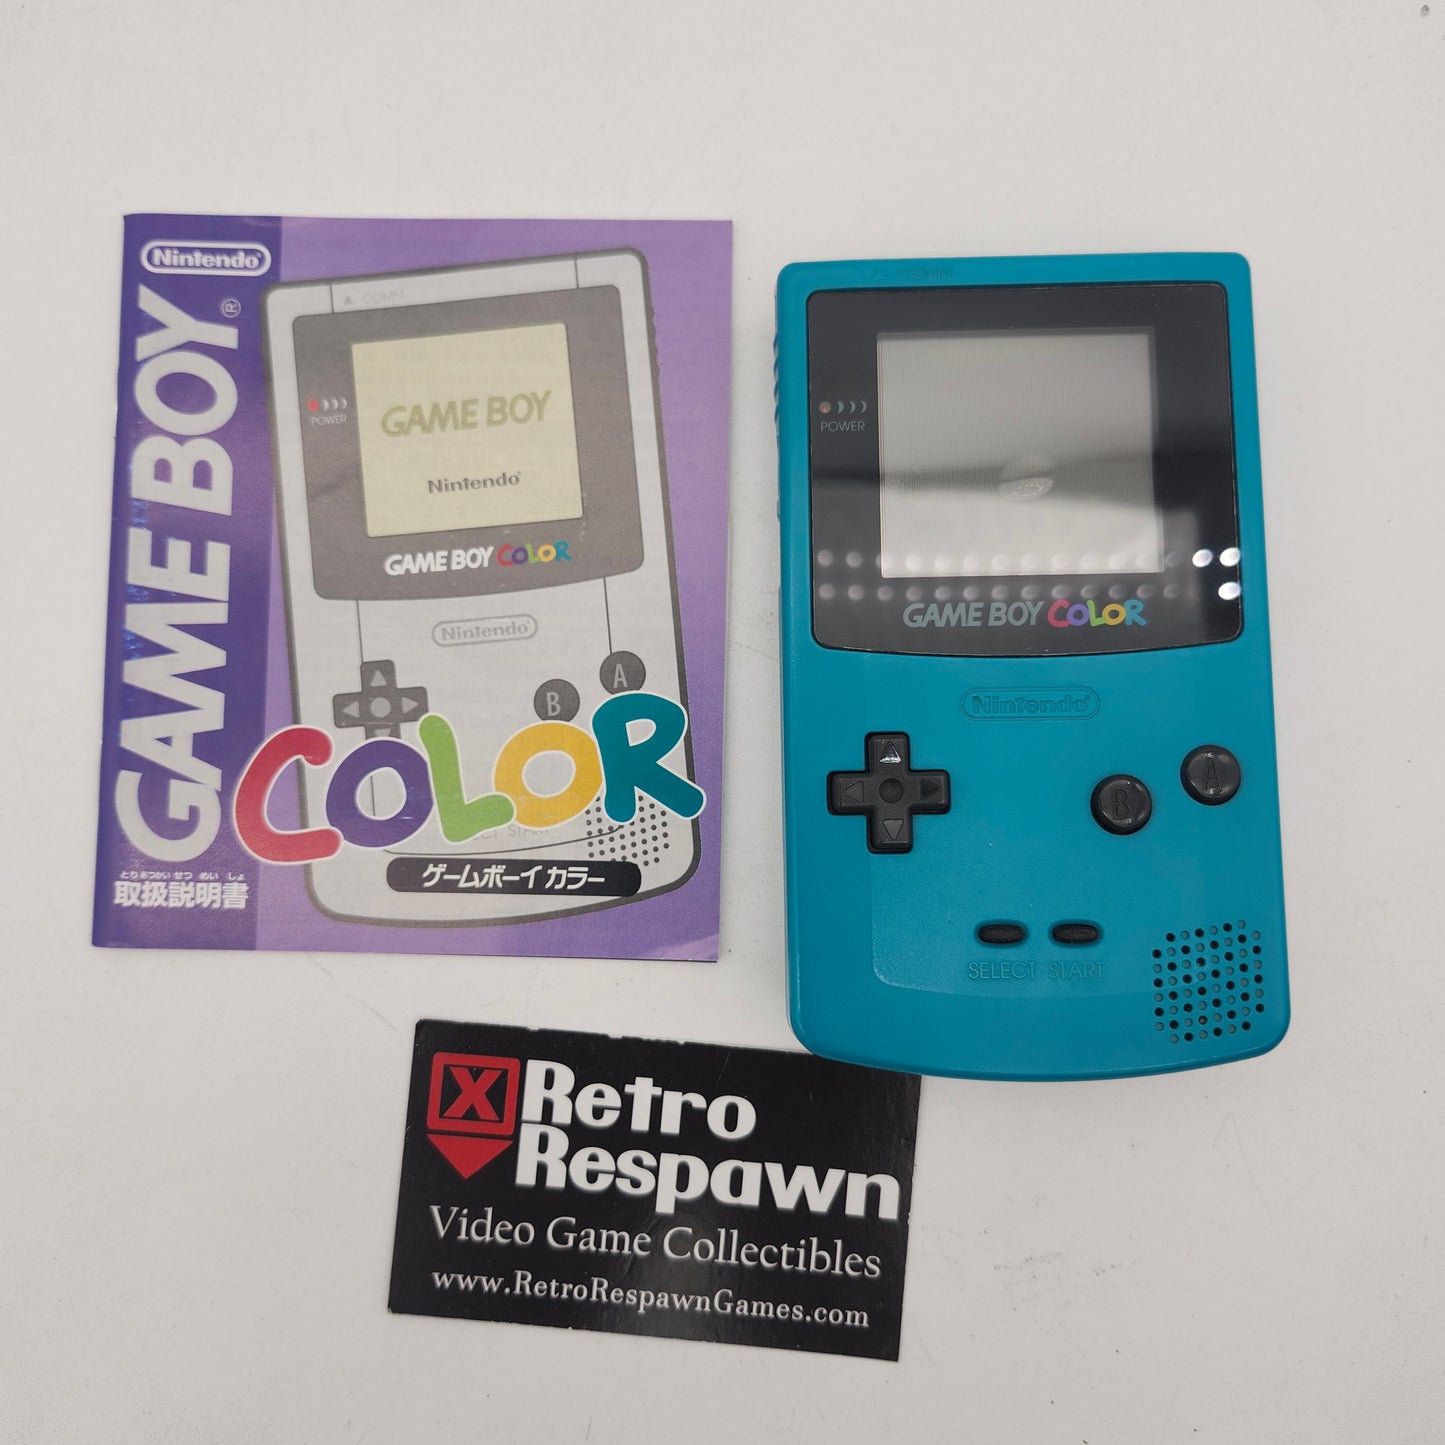 Nintendo
GAME BOY®
とりあつかい せつ めい しょ
取扱説明書
COMM
POWER
GAME BOY
Nintendo
GAME BOY COLOR
Nintendo
B
A
COLOR
START
ゲームボーイ カラー
COMM
POWER
GAME BOY COLOR
Nintendo
B
A
SELECT START
X
Retro
Respawn
Video Game Collectibles
www.RetroRespawnGames.com